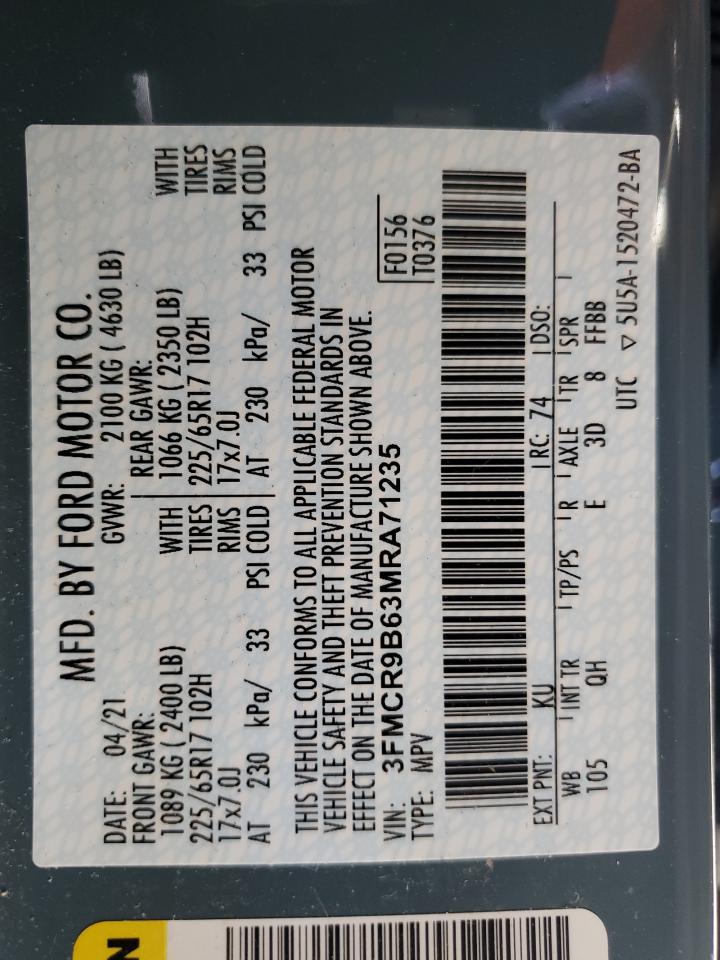 MFD. BY FORD MOTOR CO.
DATE: 04/21 GVWR: 2100 KG ( 4630 LB)
FRONT GAWR: REAR GAWR:
1089 KG ( 2400 LB) WITH 1066 KG ( 2350 LB) WITH
225/65R17 102H TIRES 225/65R17 102H TIRES
17x7.0J RIMS 17x7.0J RIMS
AT 230 kPa/ 33 PSI COLD AT 230 kPa/ 33 PSI COLD
THIS VEHICLE CONFORMS TO ALL APPLICABLE FEDERAL MOTOR
VEHICLE SAFETY AND THEFT PREVENTION STANDARDS IN
EFFECT ON THE DATE OF MANUFACTURE SHOWN ABOVE.
VIN: 3FMCR9B63MRA71235 F0156
TYPE: MPV T0376
EXT PNT: KU RC: 74 DSO:
WB INT TR TP/PS R AXLE TR SPR
105 QH E 3D 8 FFBB
UTC ▽ 5U5A-1520472-BA
N